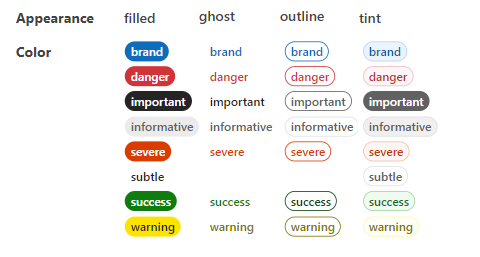 Appearance filled ghost outline tint
Color brand brand brand brand
danger danger danger danger
important important important important
informative informative informative informative
severe severe severe severe
subtle subtle
success success success success
warning warning warning warning